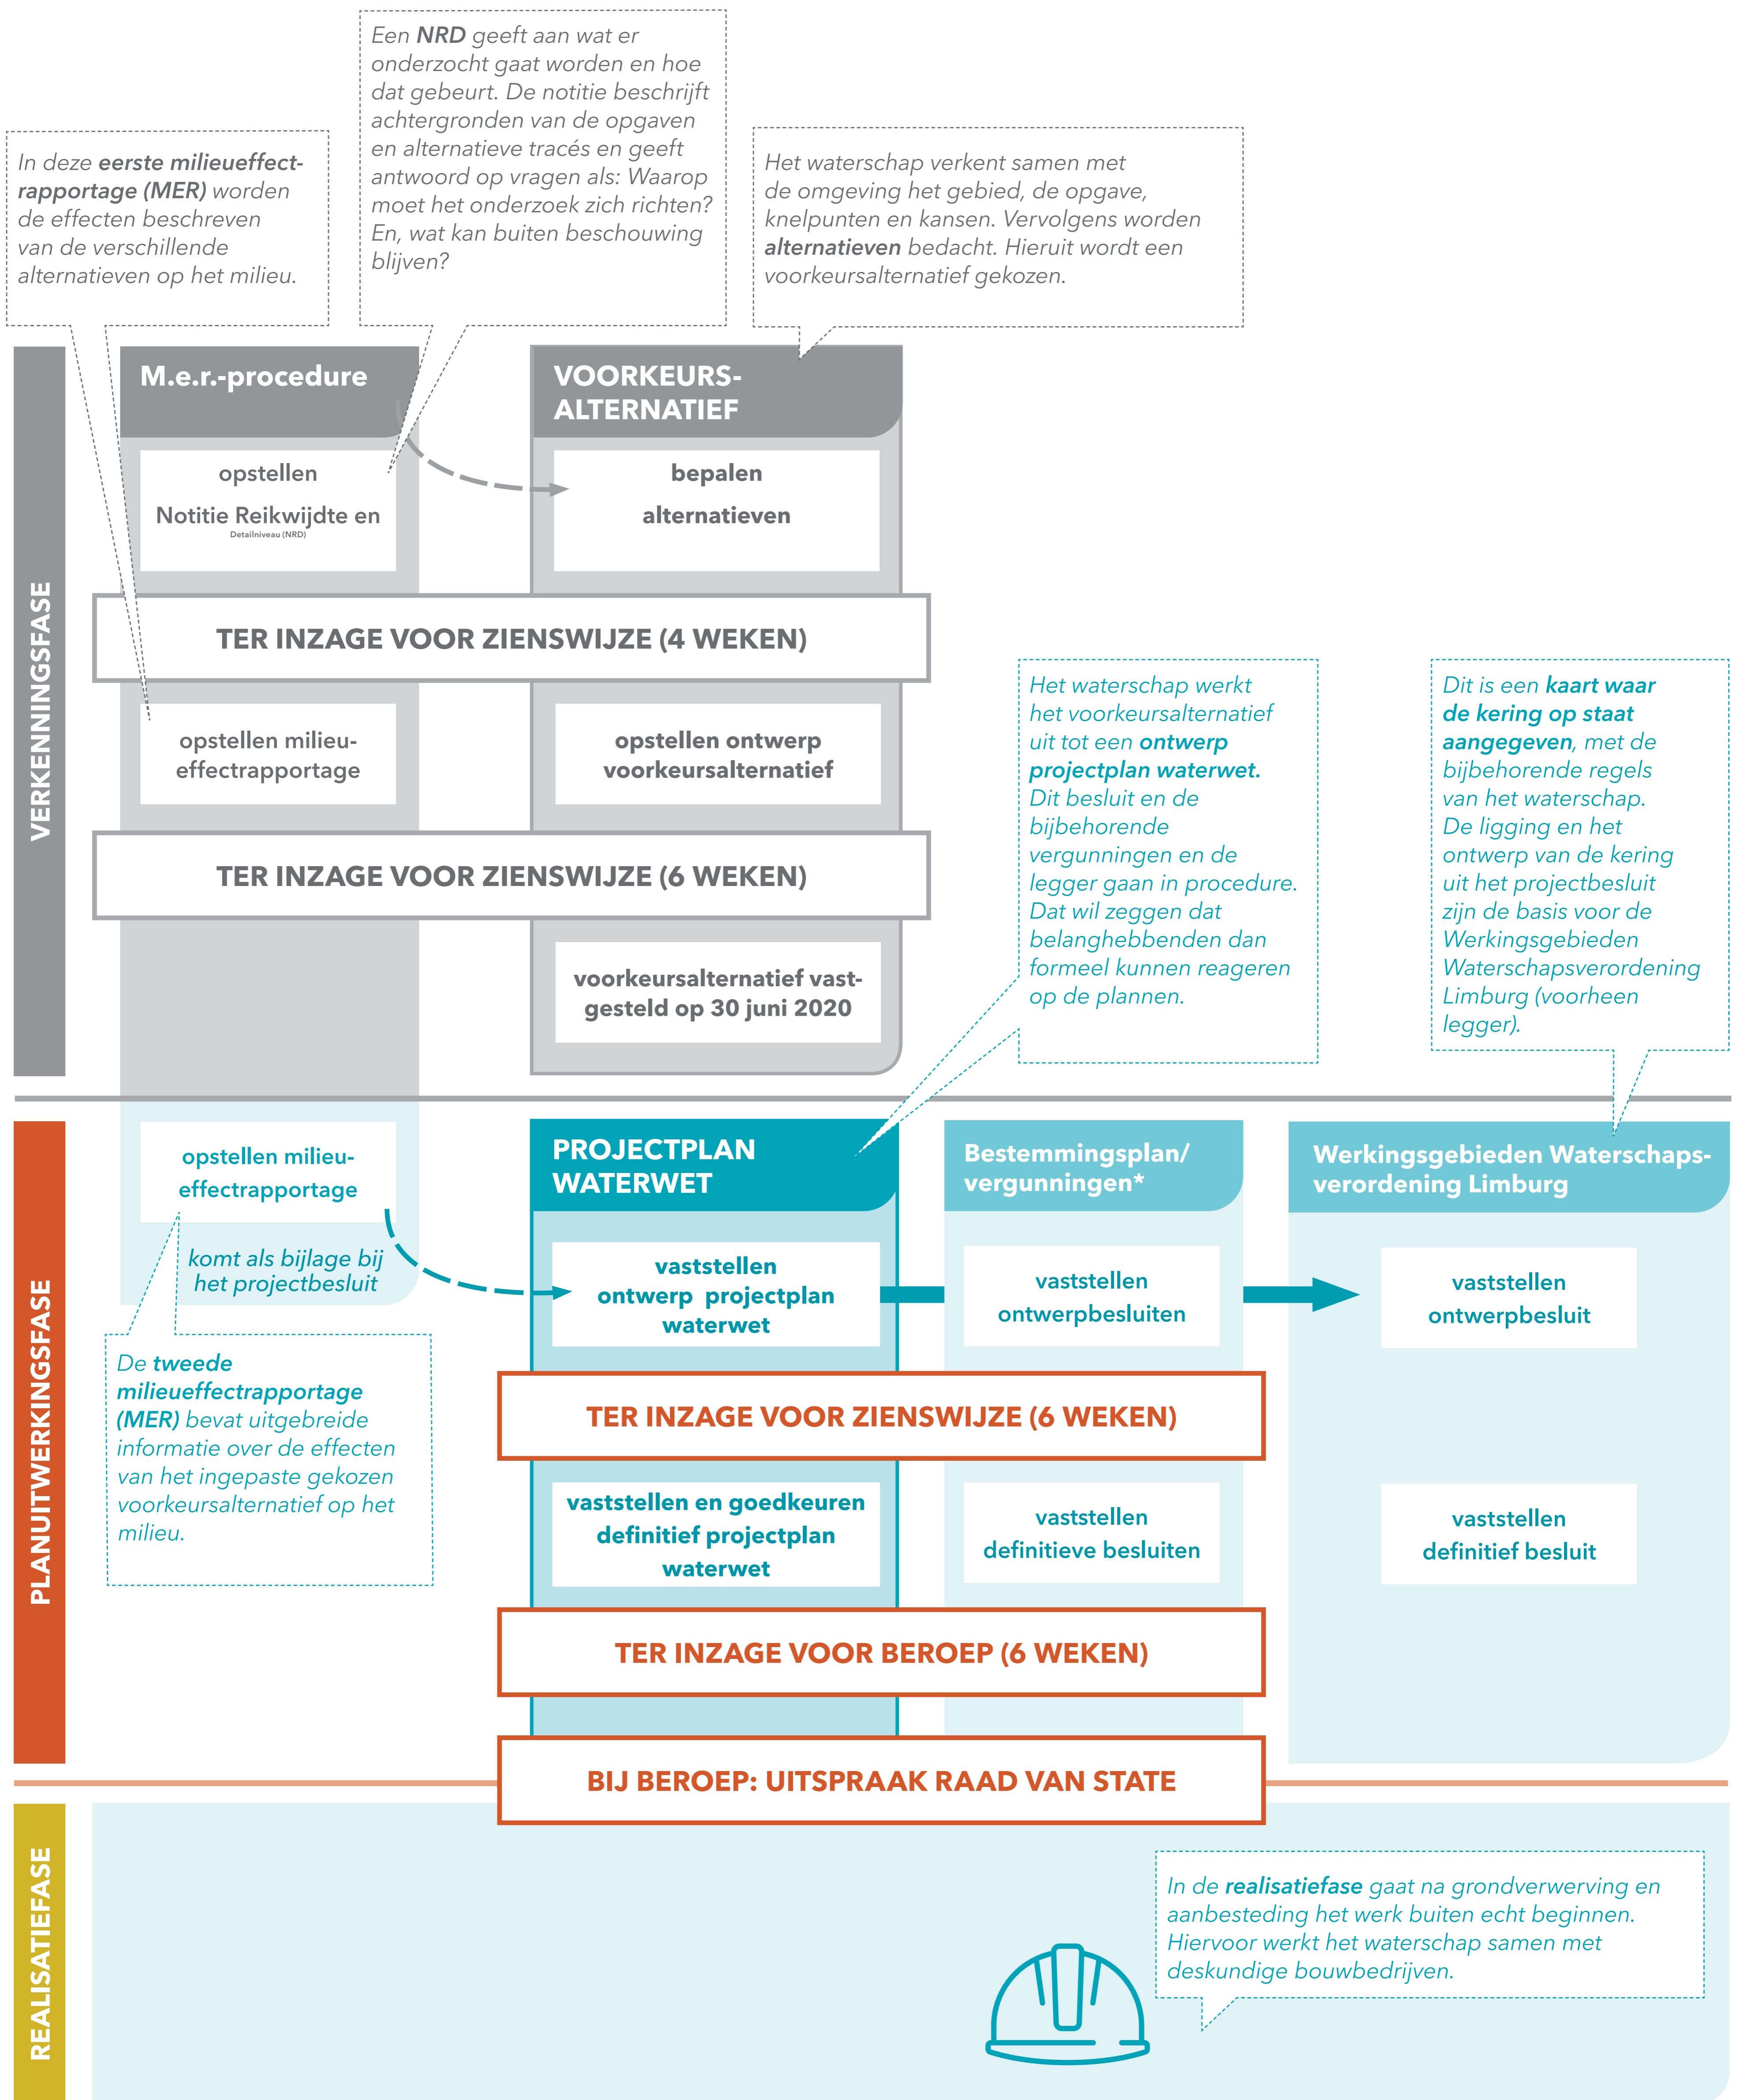 Een NRD geeft aan wat er
onderzocht gaat worden en hoe
dat gebeurt. De notitie beschrijft
achtergronden van de opgaven
en alternatieve tracés en geeft
antwoord op vragen als: Waarop
moet het onderzoek zich richten?
En, wat kan buiten beschouwing
blijven?
In deze eerste milieueffect-
rapportage (MER) worden
de effecten beschreven
van de verschillende
alternatieven op het milieu.
Het waterschap verkent samen met
de omgeving het gebied, de opgave,
knelpunten en kansen. Vervolgens worden
alternatieven bedacht. Hieruit wordt een
voorkeursalternatief gekozen.
VERKENNINGSFASE
M.e.r.-procedure
VOORKEURS-
ALTERNATIEF
opstellen
Notitie Reikwijdte en
Detailniveau (NRD)
bepalen
alternatieven
TER INZAGE VOOR ZIENSWIJZE (4 WEKEN)
opstellen milieu-
effectrapportage
opstellen ontwerp
voorkeursalternatief
TER INZAGE VOOR ZIENSWIJZE (6 WEKEN)
voorkeursalternatief vast-
gesteld op 30 juni 2020
Het waterschap werkt
het voorkeursalternatief
uit tot een ontwerp
projectplan waterwet.
Dit besluit en de
bijbehorende
vergunningen en de
legger gaan in procedure.
Dat wil zeggen dat
belanghebbenden dan
formeel kunnen reageren
op de plannen.
Dit is een kaart waar
de kering op staat
aangegeven, met de
bijbehorende regels
van het waterschap.
De ligging en het
ontwerp van de kering
uit het projectbesluit
zijn de basis voor de
Werkingsgebieden
Waterschapsverordening
Limburg (voorheen
legger).
PLANUITWERKINGSFASE
opstellen milieu-
effectrapportage
komt als bijlage bij
het projectbesluit
De tweede
milieueffectrapportage
(MER) bevat uitgebreide
informatie over de effecten
van het ingepaste gekozen
voorkeursalternatief op het
milieu.
PROJECTPLAN
WATERWET
Bestemmingsplan/
vergunningen*
Werkingsgebieden Waterschaps-
verordening Limburg
vaststellen
ontwerp projectplan
waterwet
vaststellen
ontwerpbesluiten
vaststellen
ontwerpbesluit
TER INZAGE VOOR ZIENSWIJZE (6 WEKEN)
vaststellen en goedkeuren
definitief projectplan
waterwet
vaststellen
definitieve besluiten
vaststellen
definitief besluit
TER INZAGE VOOR BEROEP (6 WEKEN)
BIJ BEROEP: UITSPRAAK RAAD VAN STATE
REALISATIEFASE
In de realisatiefase gaat na grondverwerving en
aanbesteding het werk buiten echt beginnen.
Hiervoor werkt het waterschap samen met
deskundige bouwbedrijven.